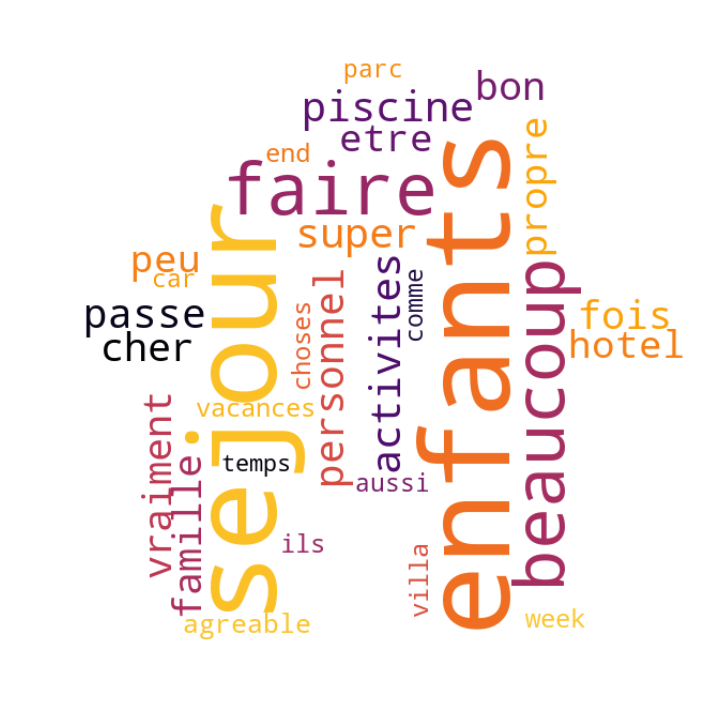 parc
bon
piscine
etre
propre
end
faire
enfants
super
sejour
peu
car
activites
comme
personnel
beaucoup
passe
cher
choses
fois
hotel
vacances
vraiment
famille
temps
aussi
ils
villa
agreable
week